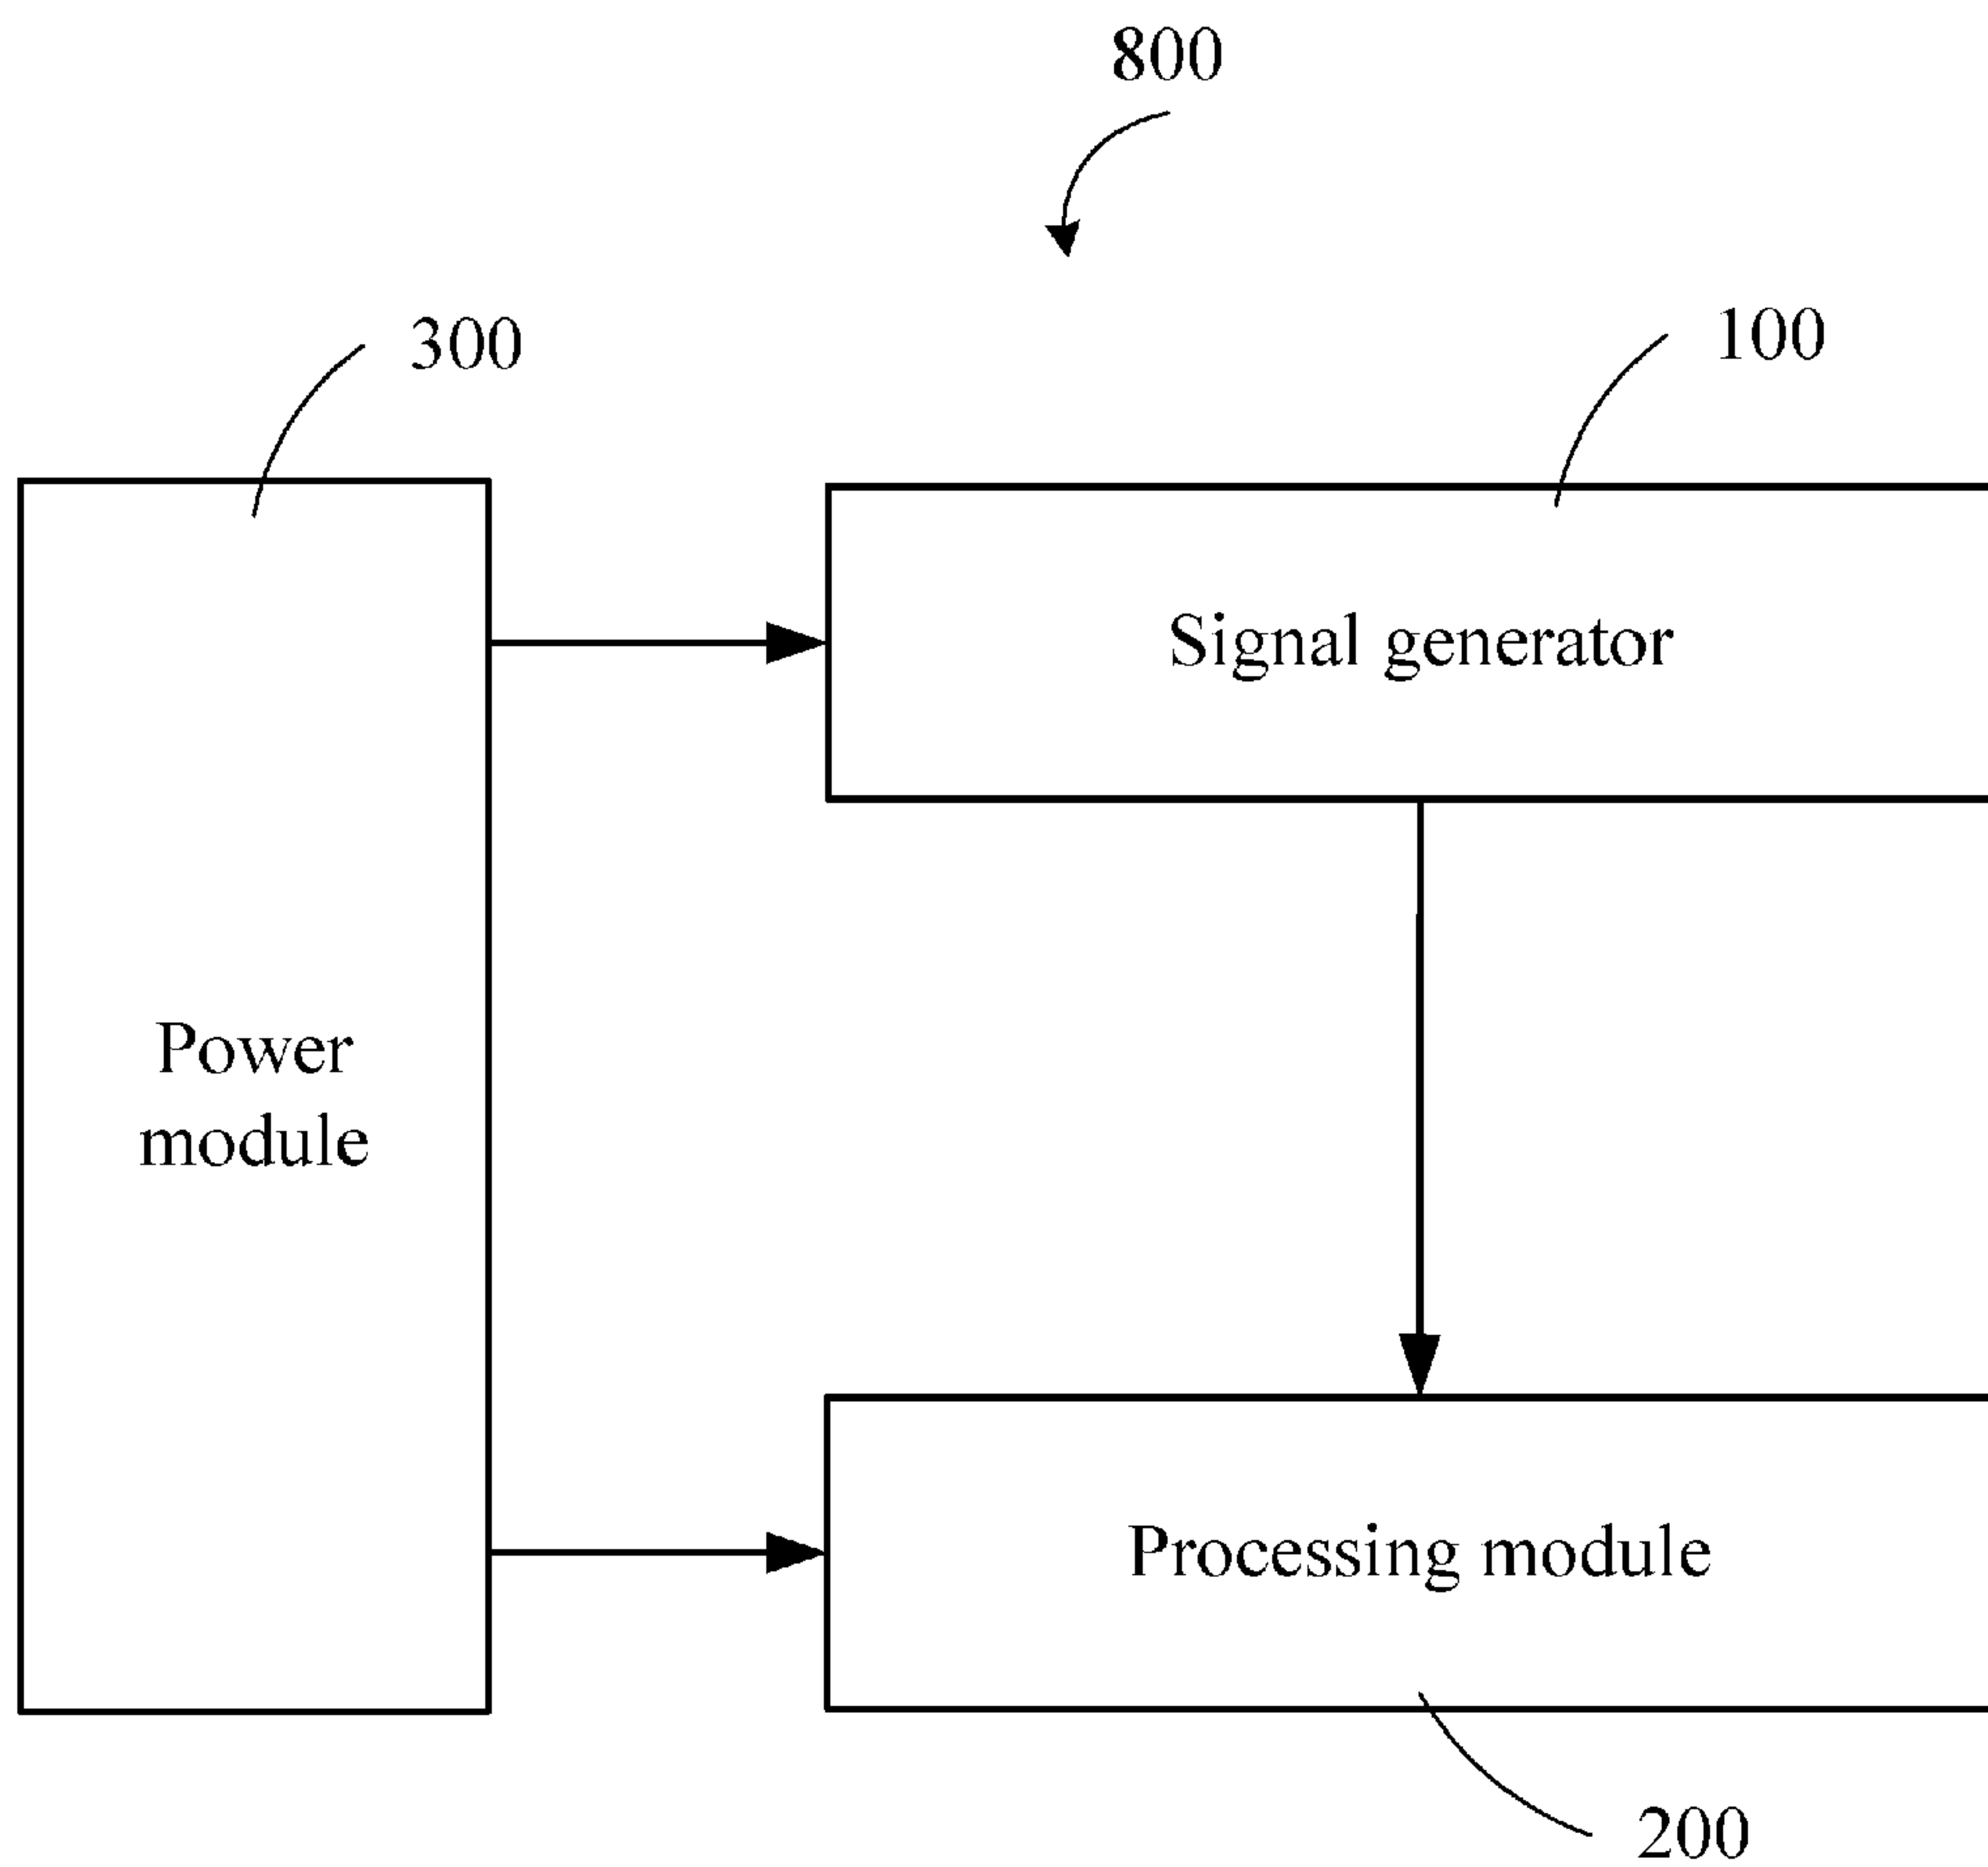 800
300
100
Signal generator
Power
module
Processing module
200